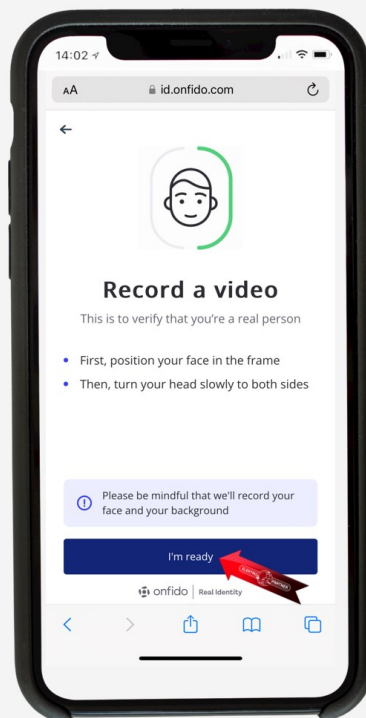 14:02
AA id.onfido.com
Record a video
This is to verify that you're a real person
First, position your face in the frame
Then, turn your head slowly to both sides
Please be mindful that we'll record your
face and your background
I'm ready
onfido | Real Identity